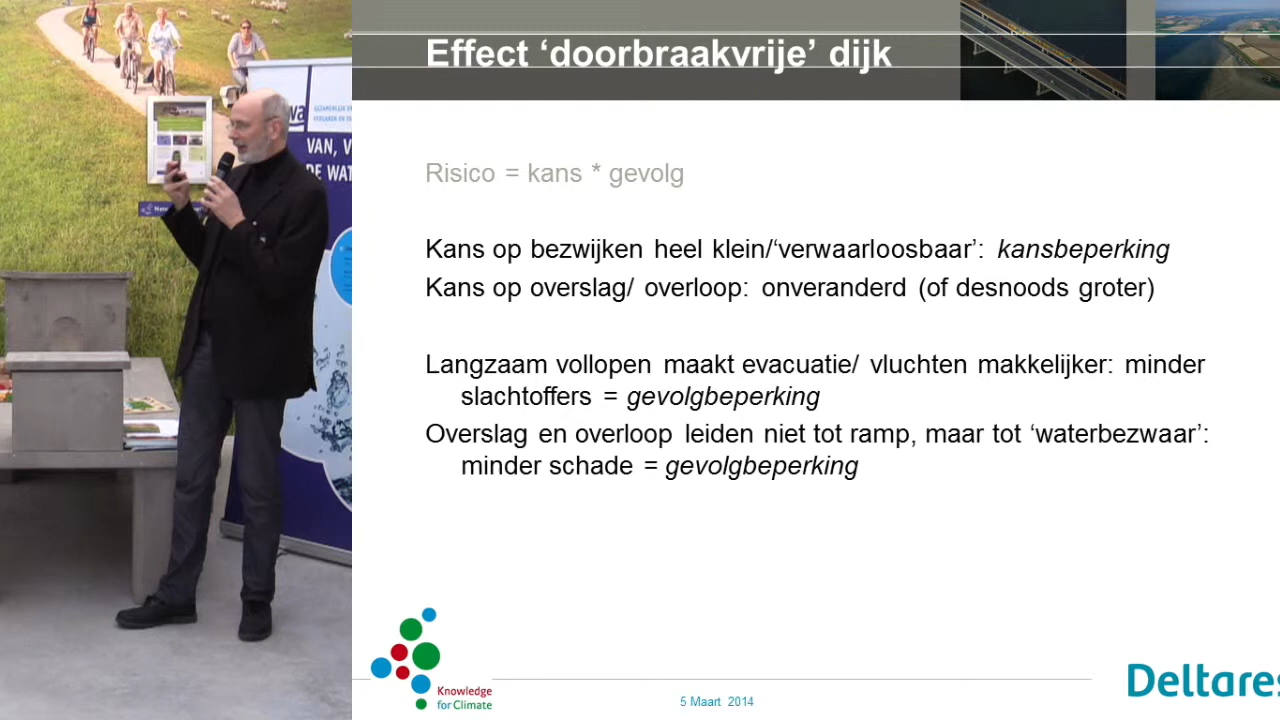 Effect ‘doorbraakvrije’ dijk
Risico = kans * gevolg
Kans op bezwijken heel klein/‘verwaarloosbaar’: kansbeperking
Kans op overslag/ overloop: onveranderd (of desnoods groter)
Langzaam vollopen maakt evacuatie/ vluchten makkelijker: minder
slachtoffers = gevolgbeperking
Overslag en overloop leiden niet tot ramp, maar tot ‘waterbezwaar’:
minder schade = gevolgbeperking
Knowledge
for Climate
5 Maart 2014
Deltares
VAN, V
DE WAT